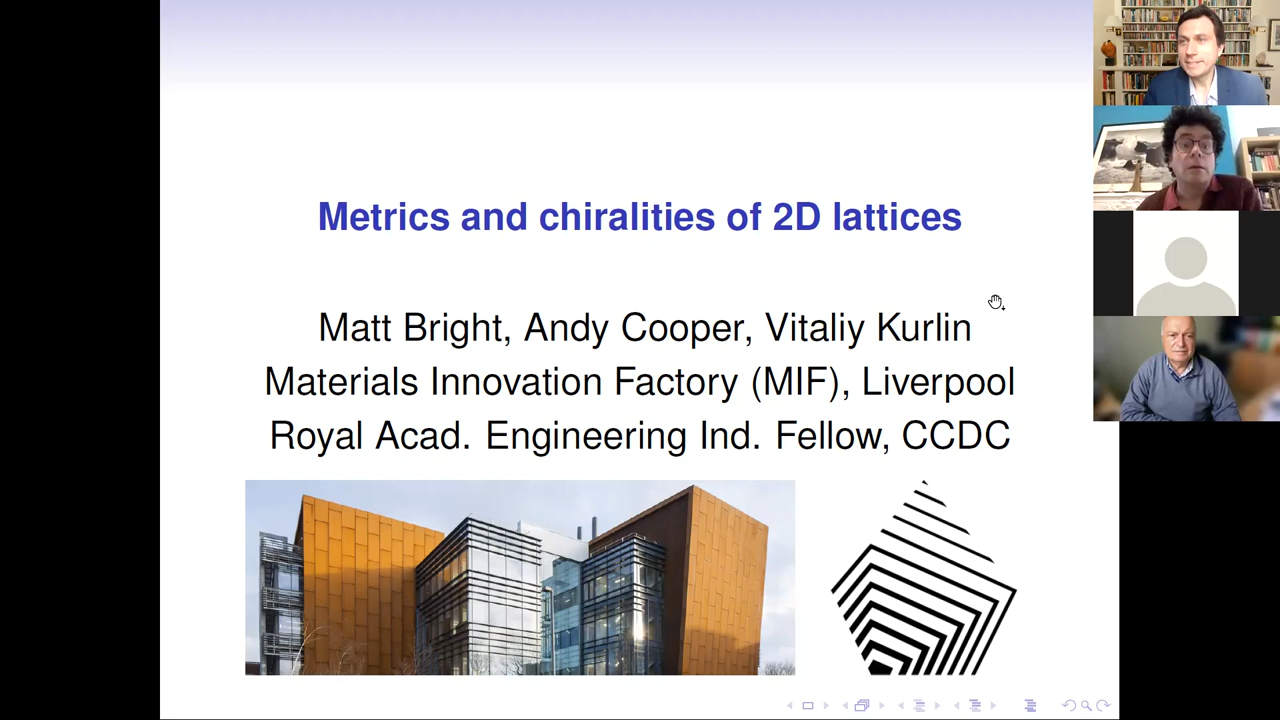 Metrics and chiralities of 2D lattices
Matt Bright, Andy Cooper, Vitaliy Kurlin
Materials Innovation Factory (MIF), Liverpool
Royal Acad. Engineering Ind. Fellow, CCDC